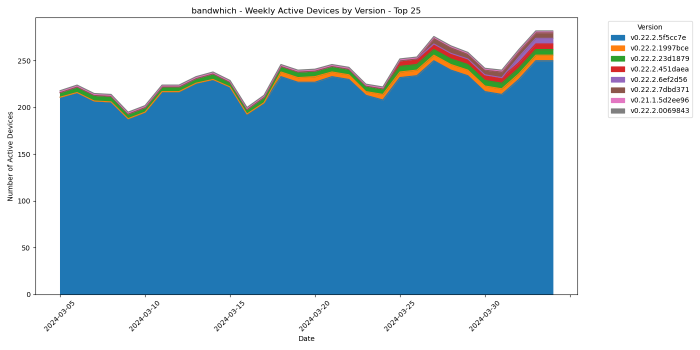 bandwhich - Weekly Active Devices by Version - Top 25
Number of Active Devices
250
200
150
100
50
0
2024-03-05
2024-03-10
2024-03-15
2024-03-20
2024-03-25
2024-03-30
Date
Version
v0.22.2.5f5cc7e
v0.22.2.1997bce
v0.22.2.23d1879
v0.22.2.451daea
v0.22.2.6ef2d56
v0.22.2.7dbd371
v0.21.1.5d2ee96
v0.22.2.0069843